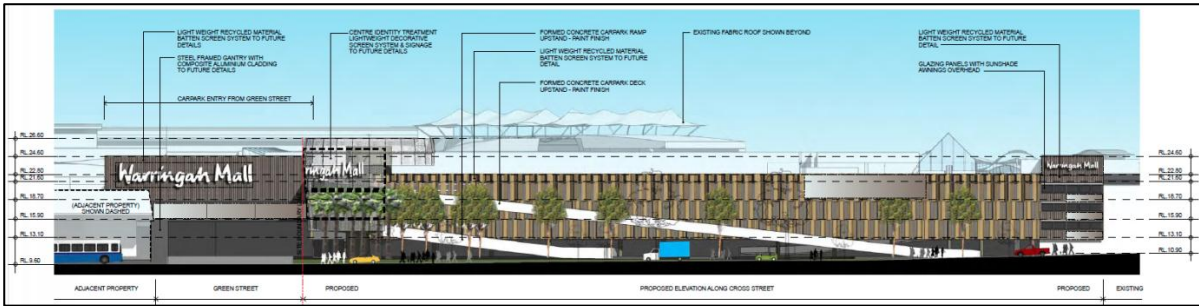 LIGHT WEIGHT RECYCLED MATERIAL
BATTEN SCREEN SYSTEM TO FUTURE
DETAILS
STEEL FRAMED GANTRY WITH
COMPOSITE ALUMINIUM CLADDING
TO FUTURE DETAILS
CARPARK ENTRY FROM GREEN STREET
CENTRE IDENTITY TREATMENT
LIGHTWEIGHT DECORATIVE
SCREEN SYSTEM & SIGNAGE
TO FUTURE DETAILS
FORMED CONCRETE CARPARK RAMP
UPSTAND - PAINT FINISH
LIGHT WEIGHT RECYCLED MATERIAL
BATTEN SCREEN SYSTEM TO FUTURE
DETAIL
FORMED CONCRETE CARPARK DECK
UPSTAND - PAINT FINISH
EXISTING FABRIC ROOF SHOWN BEYOND
LIGHT WEIGHT RECYCLED MATERIAL
BATTEN SCREEN SYSTEM TO FUTURE
DETAIL
GLAZING PANELS WITH SUNSHADE
AWNINGS OVERHEAD
RL.26.60
RL.24.60
RL.22.60
RL.21.60
RL.18.70
RL.15.90
RL.13.10
RL.9.60
Warringah Mall
rringah Mall
Warringah Mall
(ADJACENT PROPERTY)
SHOWN DASHED
RL.24.60
RL.22.60
RL.21.60
RL.18.70
RL.15.90
RL.13.10
RL.10.90
ADJACENT PROPERTY
GREEN STREET
PROPOSED
PROPOSED ELEVATION ALONG CROSS STREET
PROPOSED
EXISTING